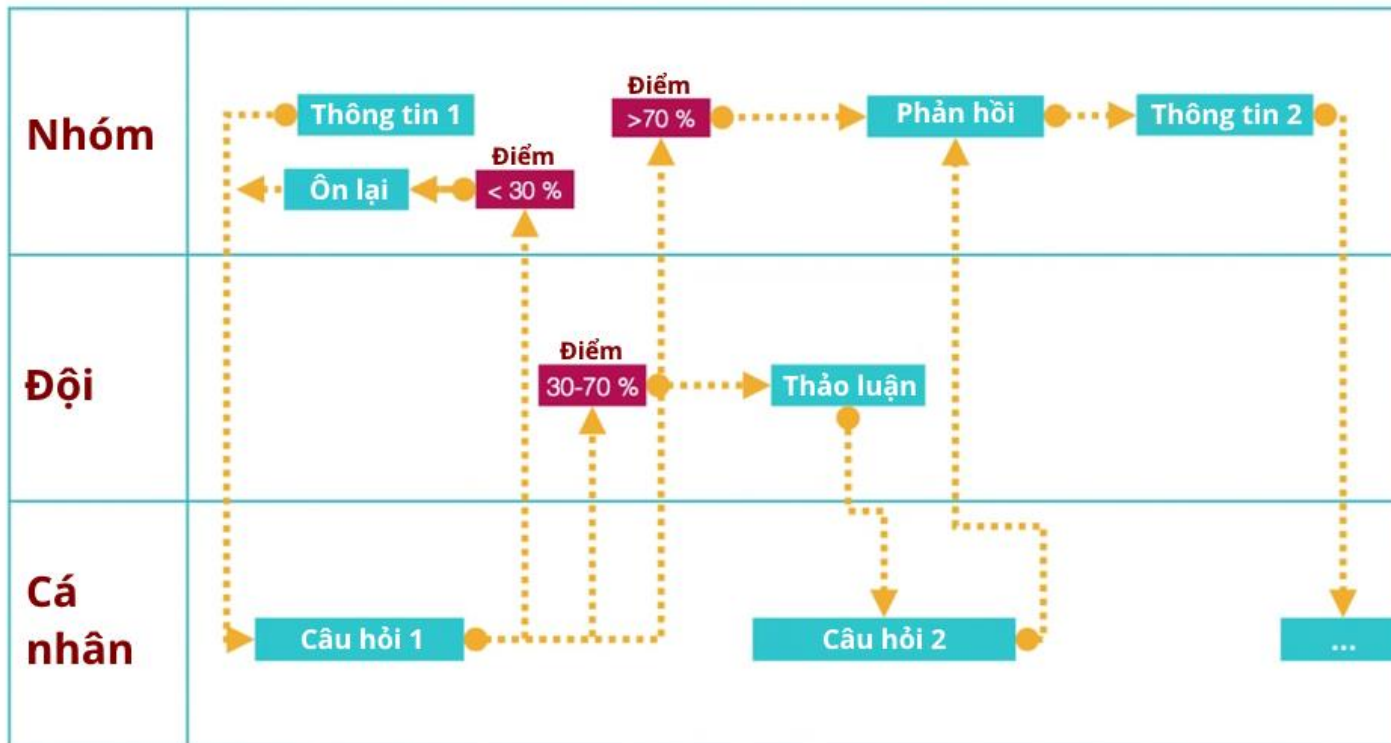 Nhóm
Thông tin 1
Điểm
>70 %
Phản hồi
Thông tin 2
Điểm
< 30 %
Ôn lại
Đội
Điểm
30-70 %
Thảo luận
Cá
nhân
Câu hỏi 1
Câu hỏi 2
...